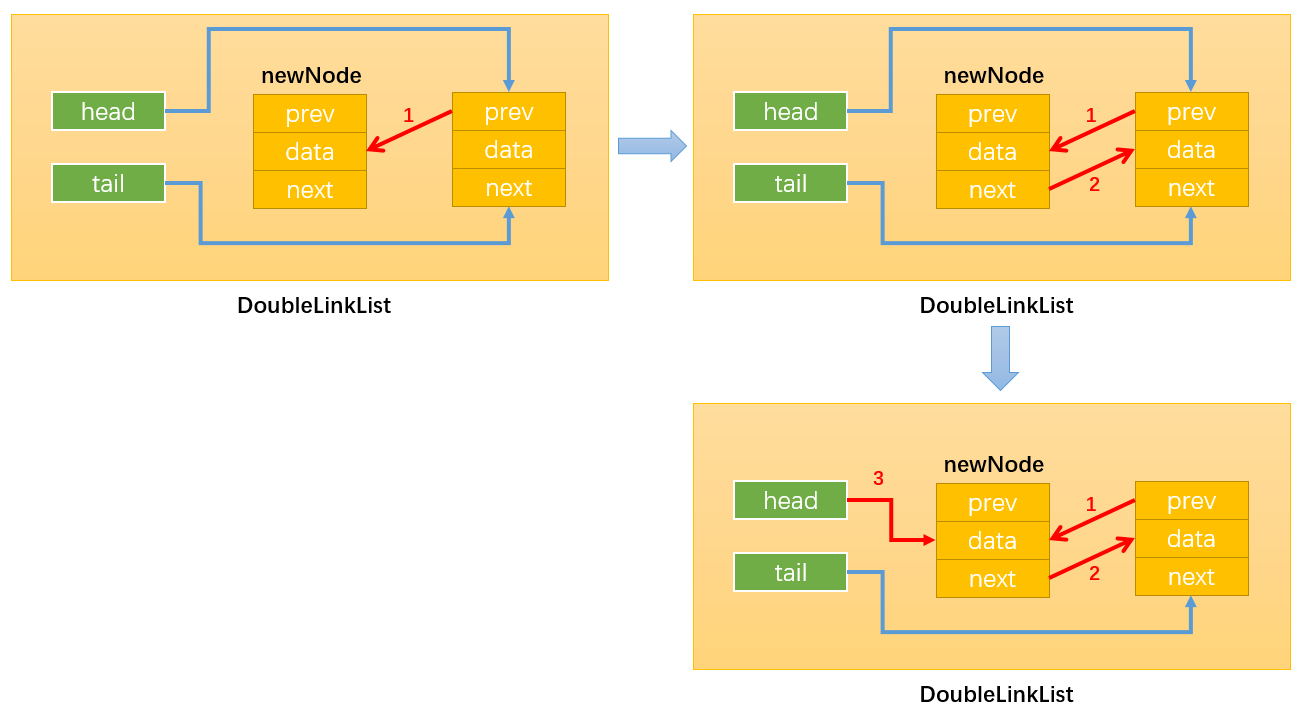 newNode
head
prev
1
prev
data
data
tail
next
next
DoubleLinkList
newNode
head
prev
1
prev
data
data
tail
next
2
next
DoubleLinkList
newNode
3
head
prev
1
prev
data
data
tail
next
2
next
DoubleLinkList